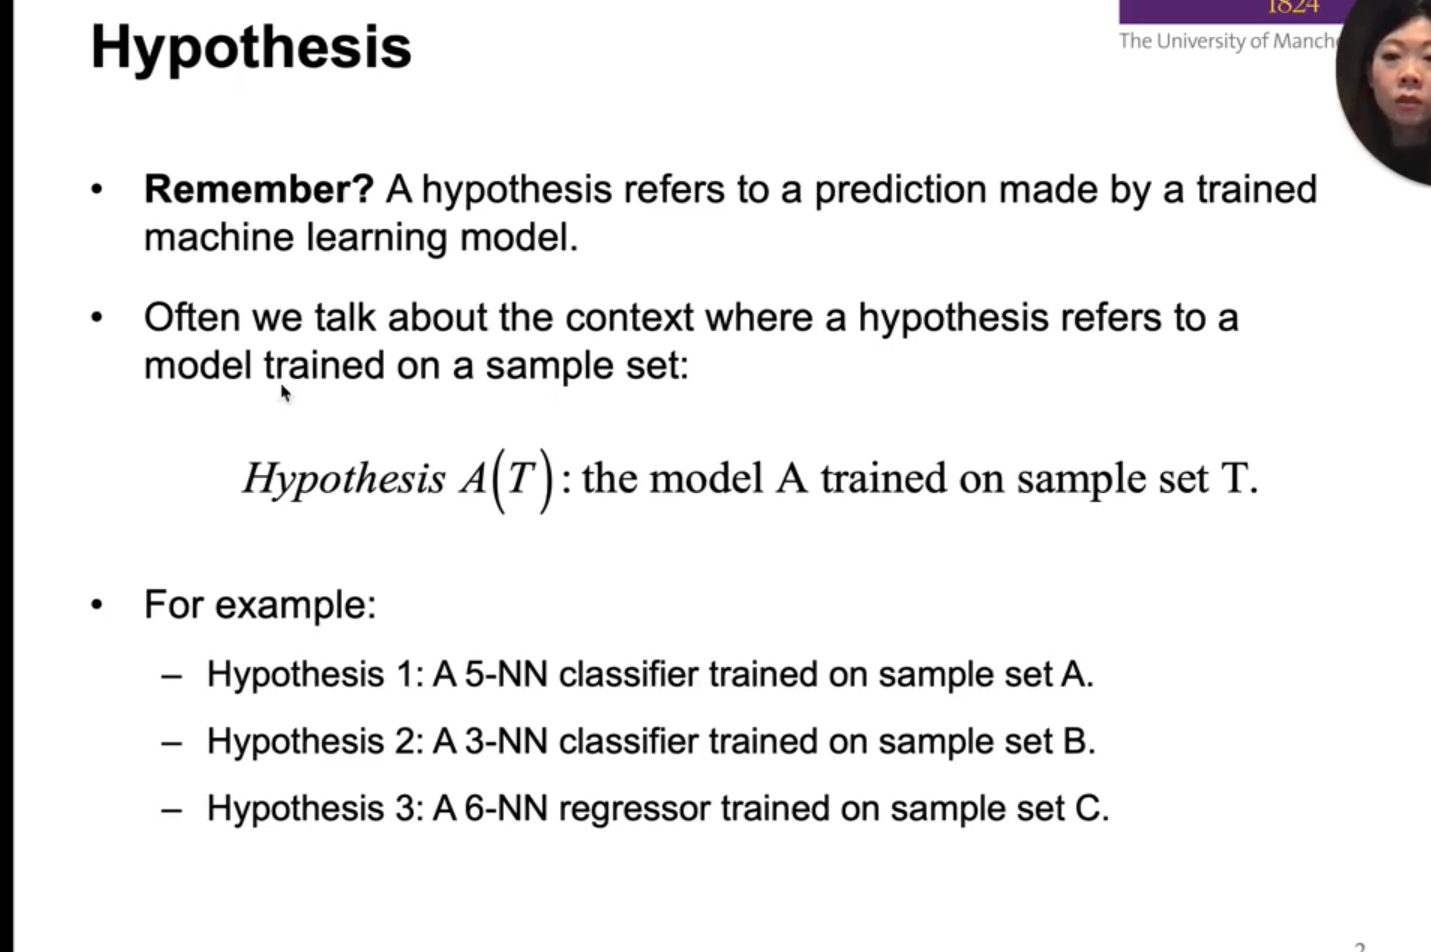 1824
The University of Manche
Hypothesis
• Remember? A hypothesis refers to a prediction made by a trained
machine learning model.
• Often we talk about the context where a hypothesis refers to a
model trained on a sample set:
Hypothesis A(T): the model A trained on sample set T.
• For example:
– Hypothesis 1: A 5-NN classifier trained on sample set A.
– Hypothesis 2: A 3-NN classifier trained on sample set B.
– Hypothesis 3: A 6-NN regressor trained on sample set C.
2